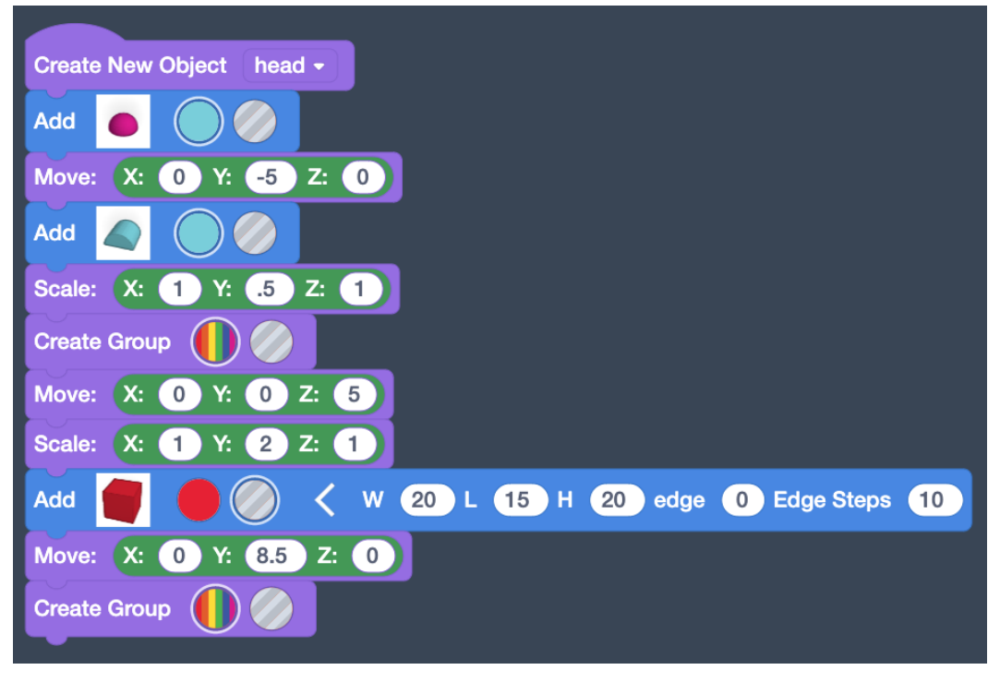 Create New Object head
Add
Move: X: 0 Y: -5 Z: 0
Add
Scale: X: 1 Y: .5 Z: 1
Create Group
Move: X: 0 Y: 0 Z: 5
Scale: X: 1 Y: 2 Z: 1
Add W 20 L 15 H 20 edge 0 Edge Steps 10
Move: X: 0 Y: 8.5 Z: 0
Create Group